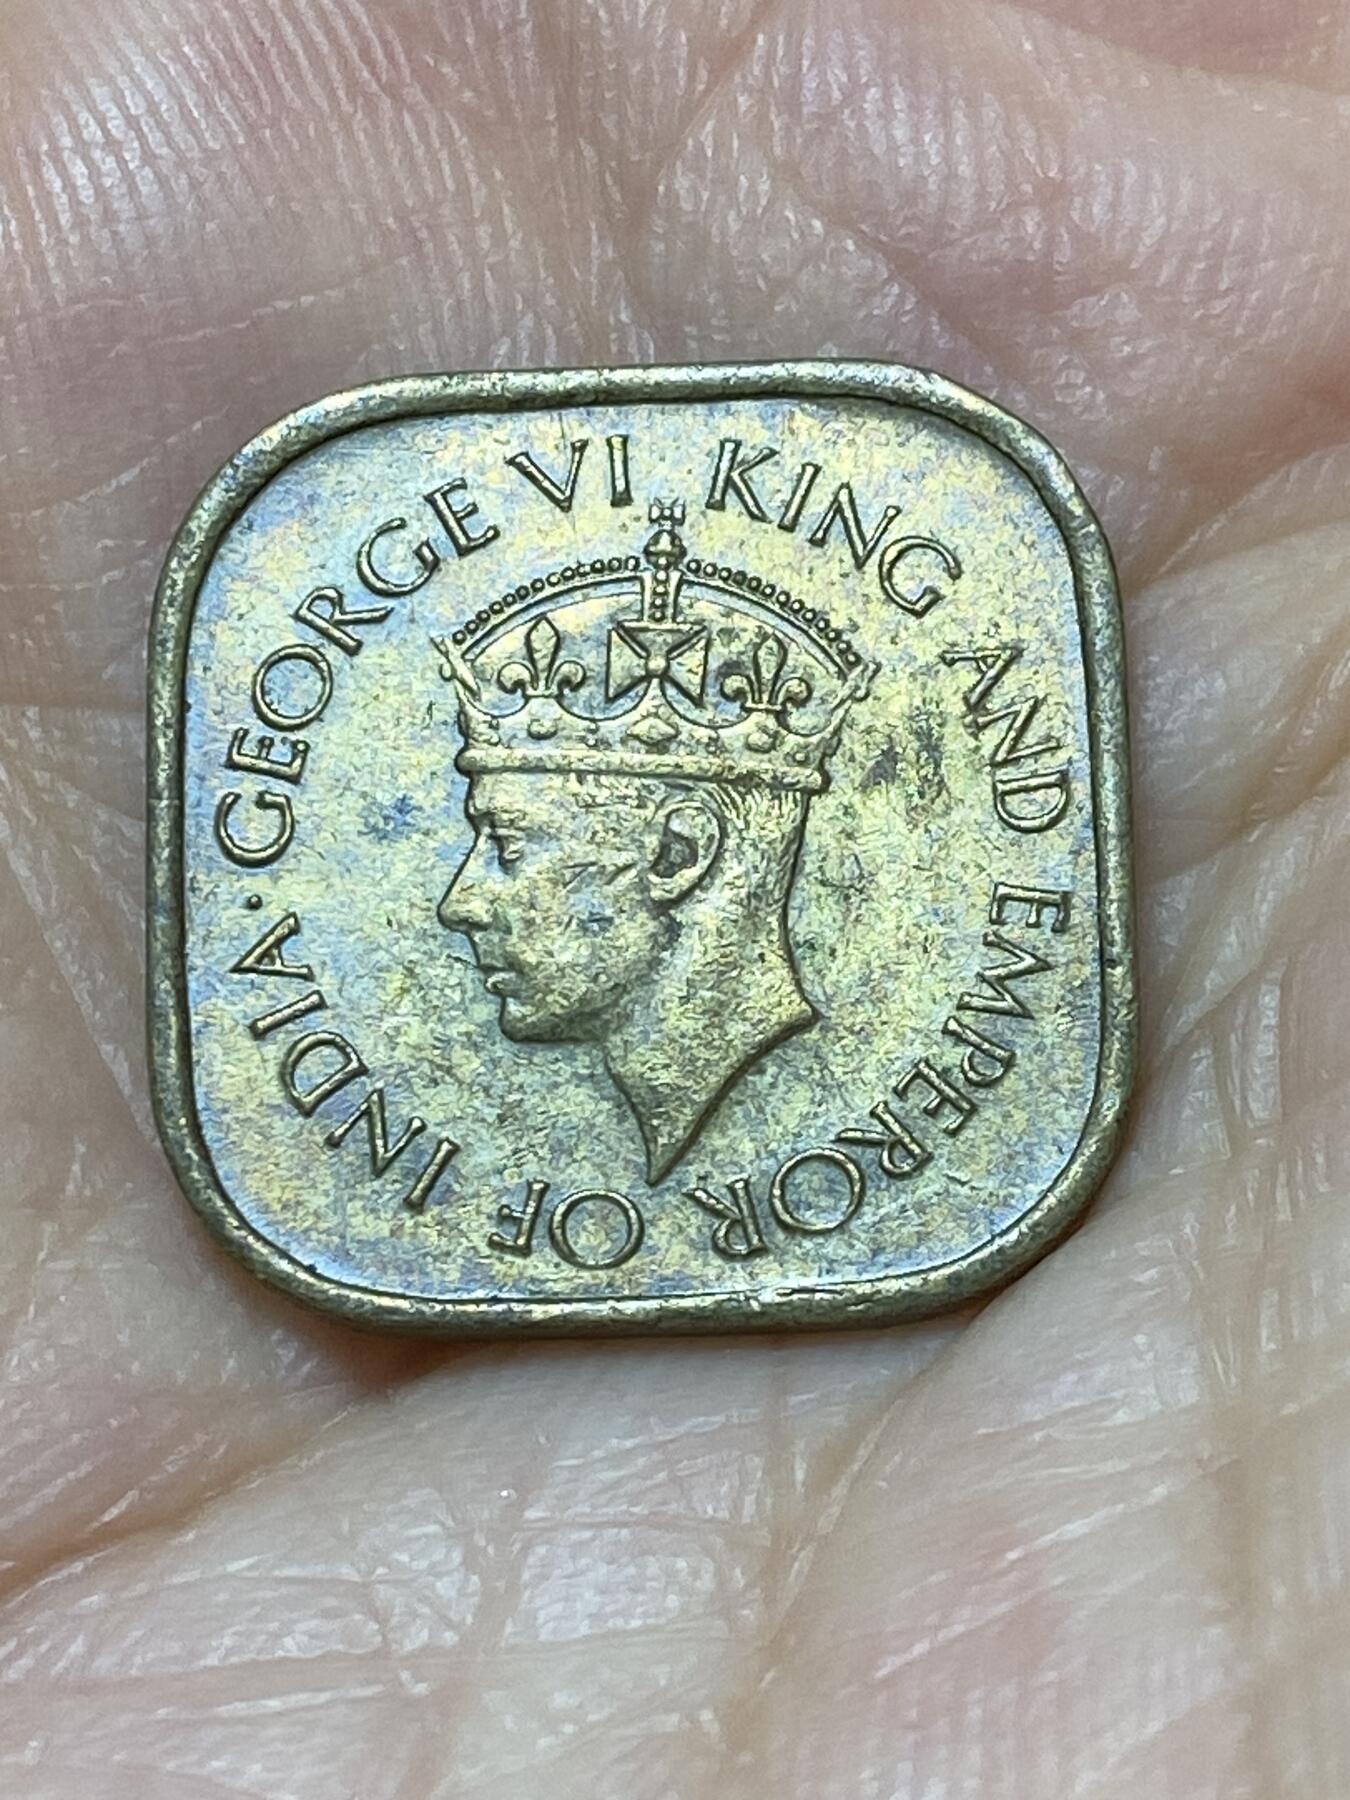 GEORGE VI KING AND EMPEROR OF INDIA ·